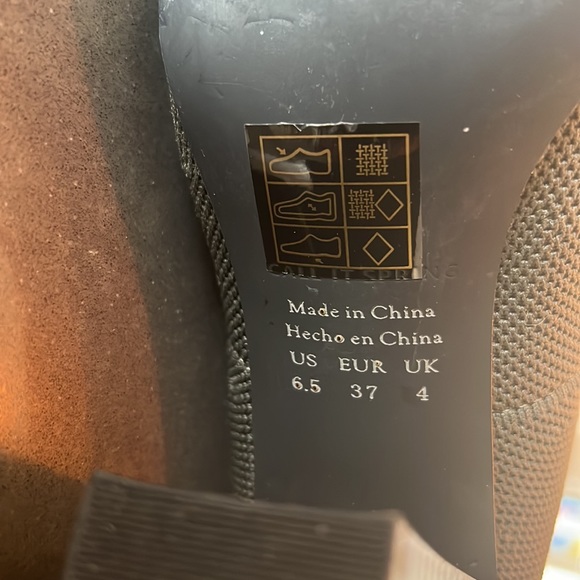 CALL IT SPRING
Made in China
Hecho en China
US EUR UK
6.5 37 4